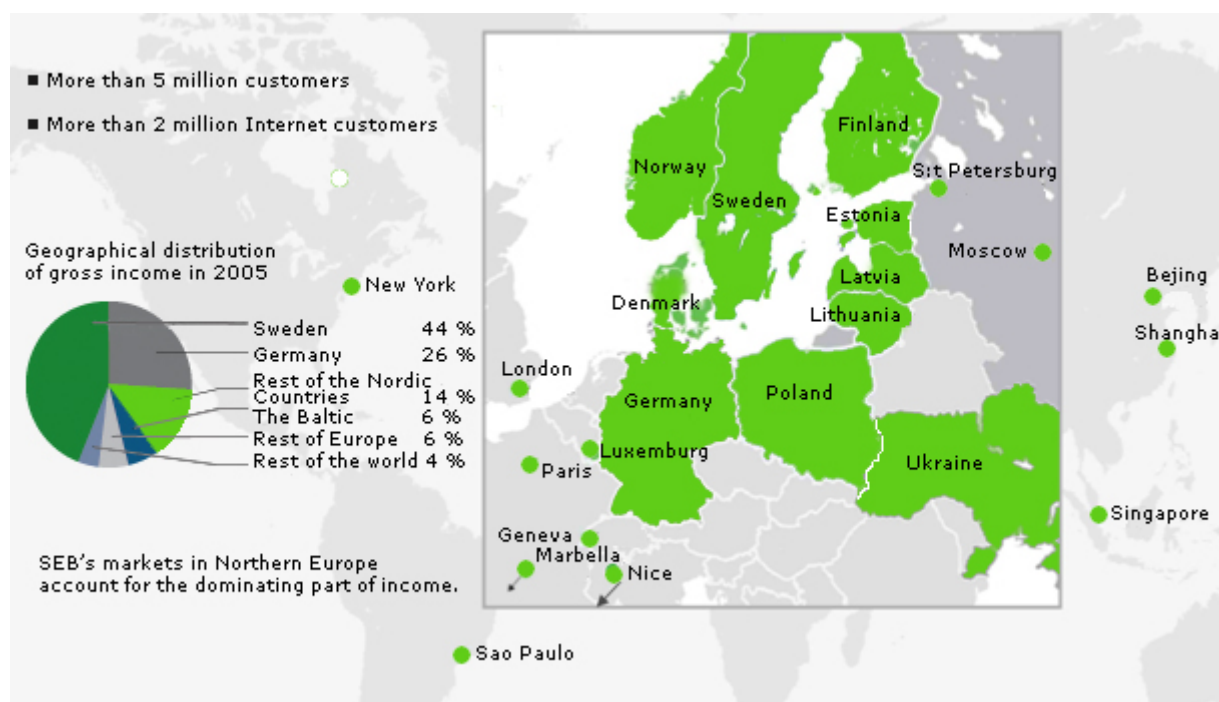 ■ More than 5 million customers
■ More than 2 million Internet customers
Geographical distribution
of gross income in 2005
Sweden 44 %
Germany 26 %
Rest of the Nordic
Countries 14 %
The Baltic 6 %
Rest of Europe 6 %
Rest of the world 4 %
SEB's markets in Northern Europe
account for the dominating part of income.
New York
Sao Paulo
Finland
Norway
S:t Petersburg
Sweden
Estonia
Moscow
Latvia
Denmark
Lithuania
London
Germany
Poland
Luxemburg
Paris
Ukraine
Geneva
Marbella
Nice
Bejing
Shangha
Singapore